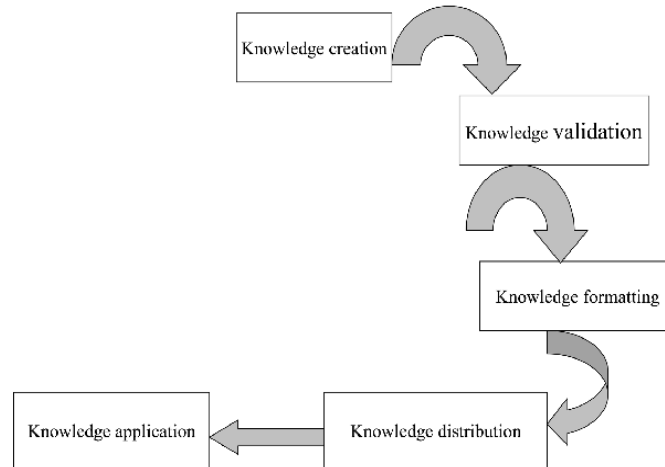 Knowledge creation
Knowledge validation
Knowledge formatting
Knowledge application
Knowledge distribution